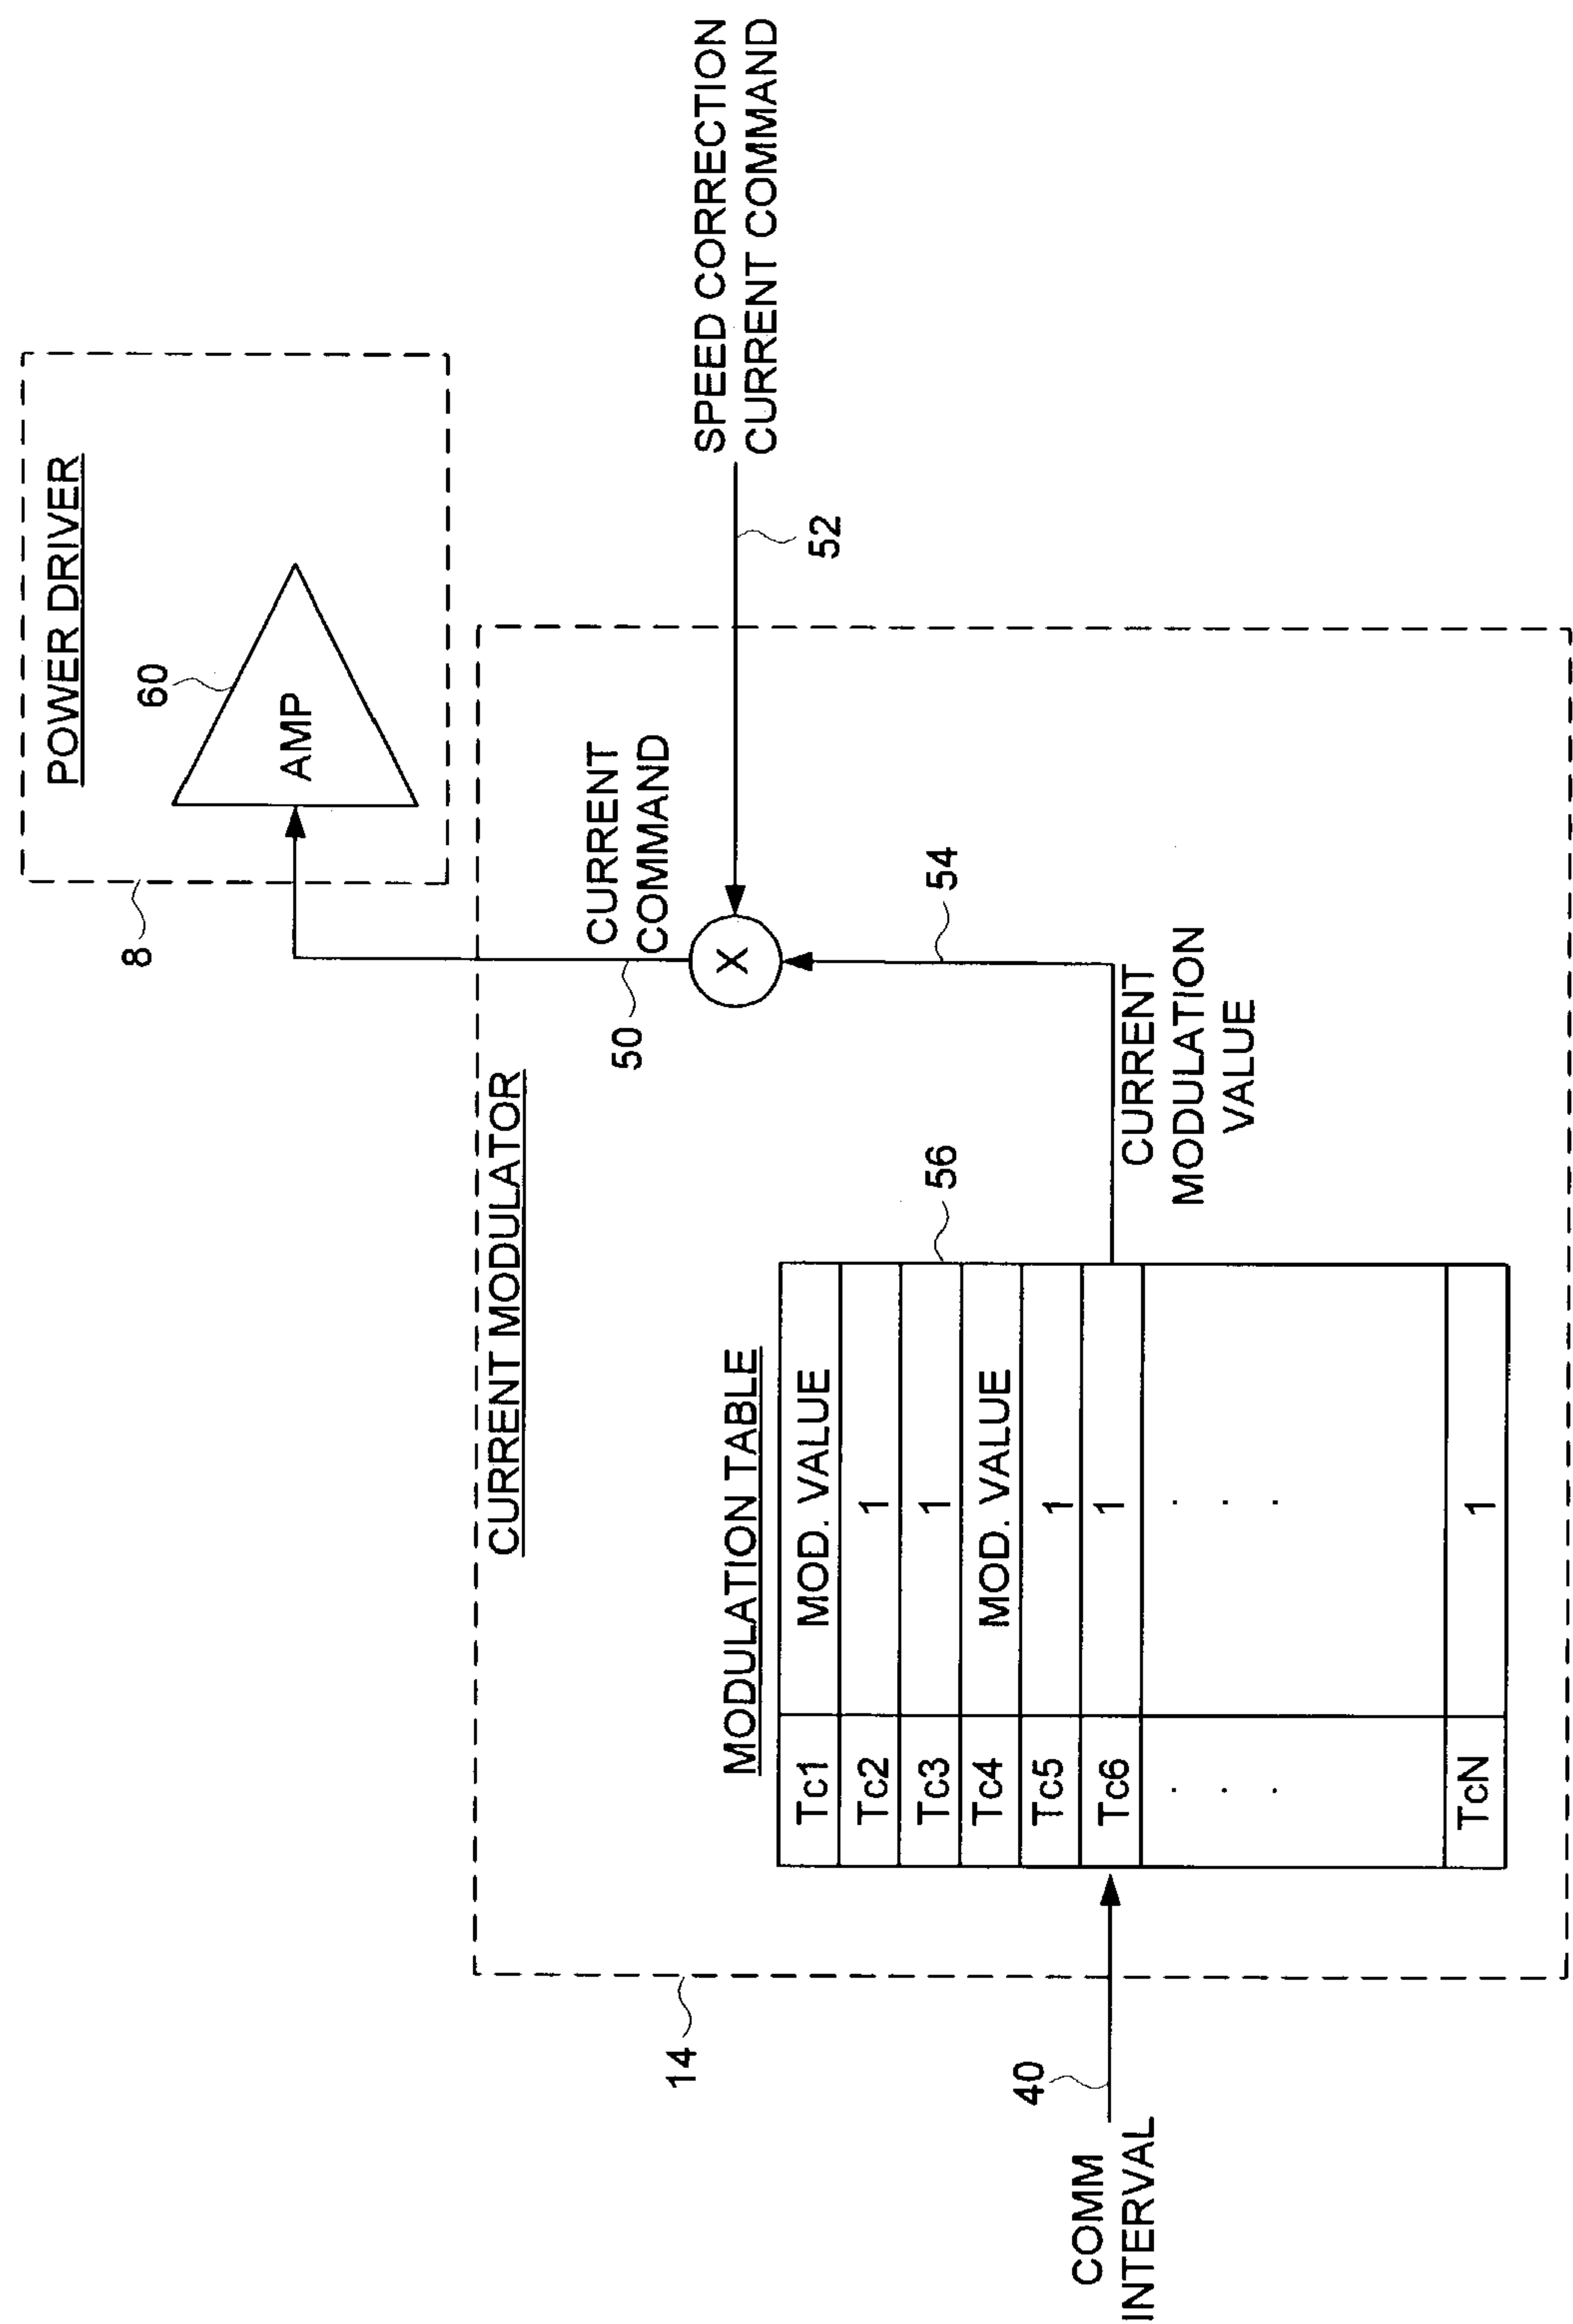 POWER DRIVER
60
AMP
8
CURRENT
COMMAND
SPEED CORRECTION
CURRENT COMMAND
52
50
X
54
CURRENT MODULATOR
CURRENT
MODULATION
VALUE
56
MODULATION TABLE
Tc1 MOD. VALUE
Tc2 1
Tc3 1
Tc4 MOD. VALUE
Tc5 1
Tc6 1
. . . . . .
TcN 1
14
40
COMM
INTERVAL